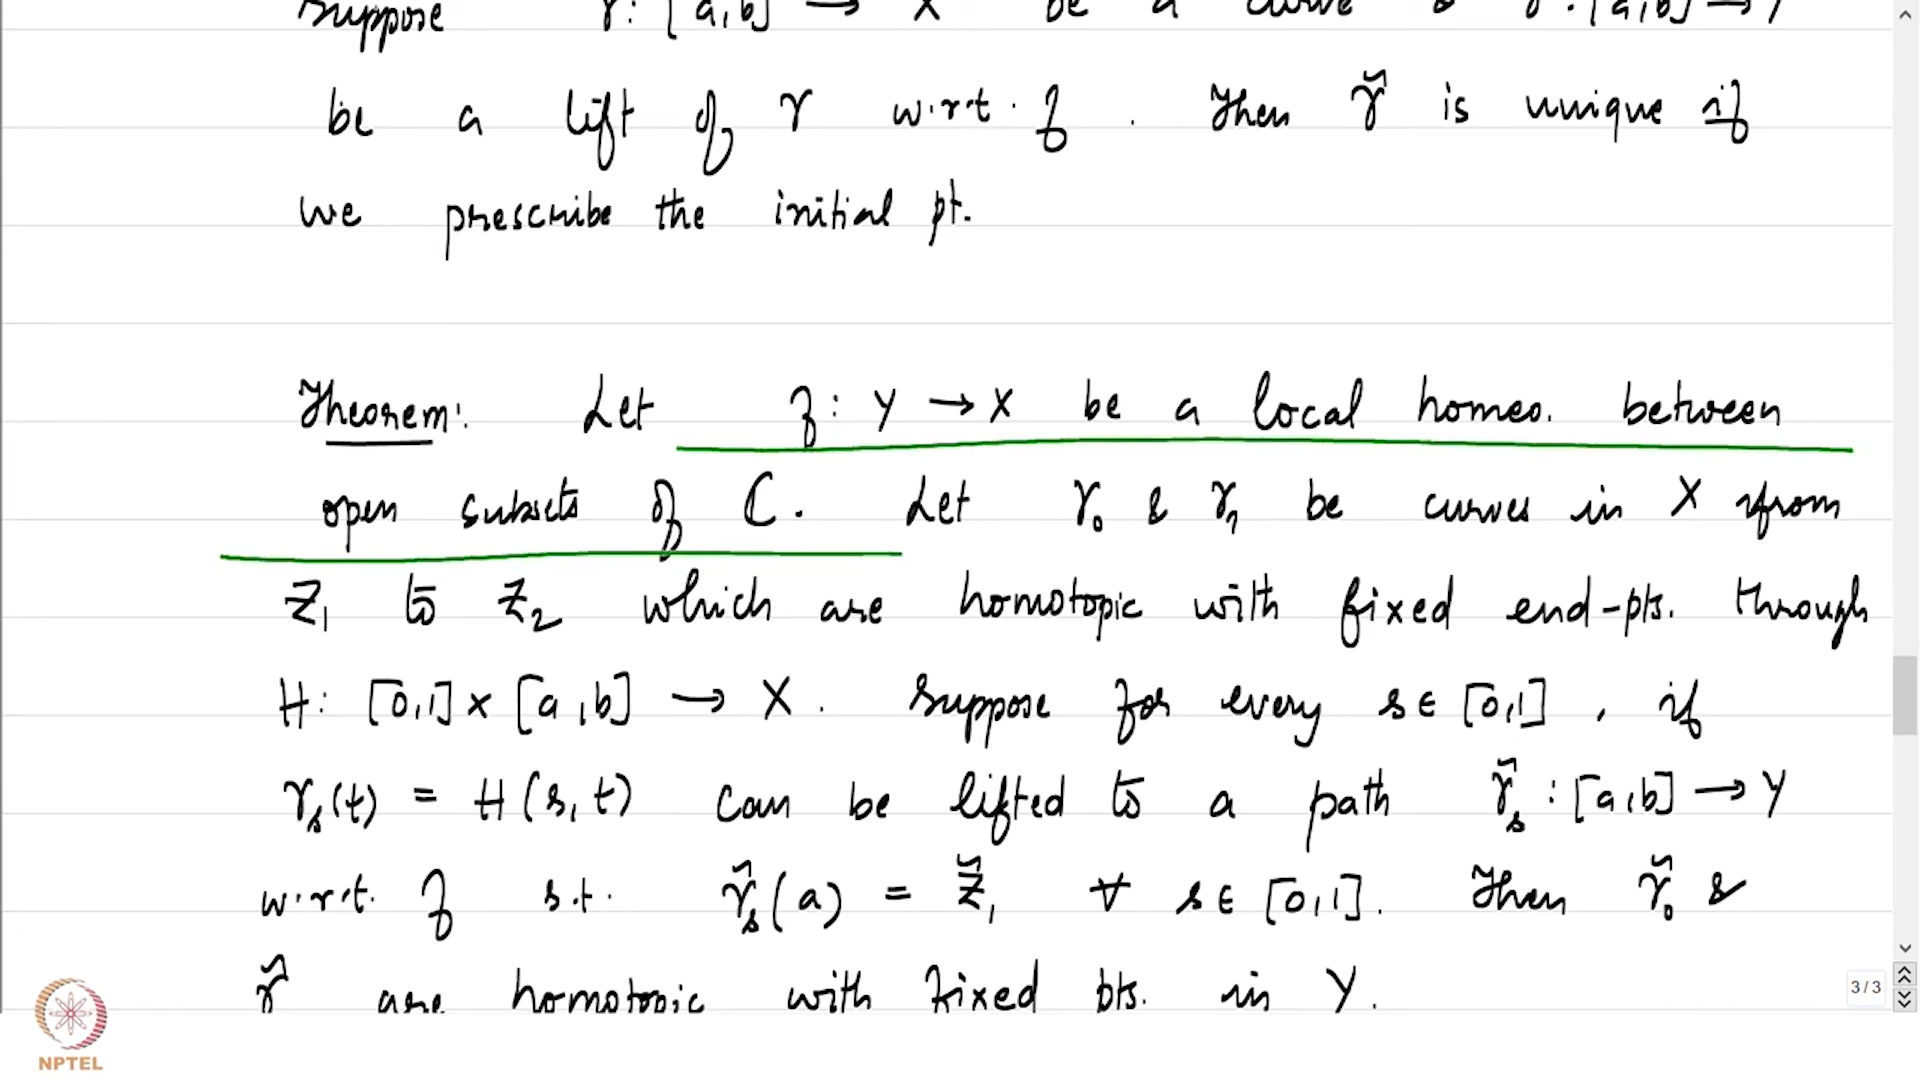 Suppose γ: [a,b] → X be a curve & γ̃: [a,b] → Y
be a lift of γ w.r.t. f. Then γ̃ is unique if
we prescribe the initial pt.
Theorem: Let f: Y → X be a local homeo. between
open subsets of ℂ. Let γ₀ & γ₁ be curves in X from
Z₁ to Z₂ which are homotopic with fixed end-pts. through
H: [0,1] x [a,b] → X. Suppose for every s ∈ [0,1], if
γₛ(t) = H(s,t) can be lifted to a path γ̃ₛ: [a,b] → Y
w.r.t. f s.t. γ̃ₛ(a) = Z̃₁ ∀ s ∈ [0,1]. Then γ̃₀ &
γ̃ are homotopic with fixed pts. in Y.
3/3
NPTEL